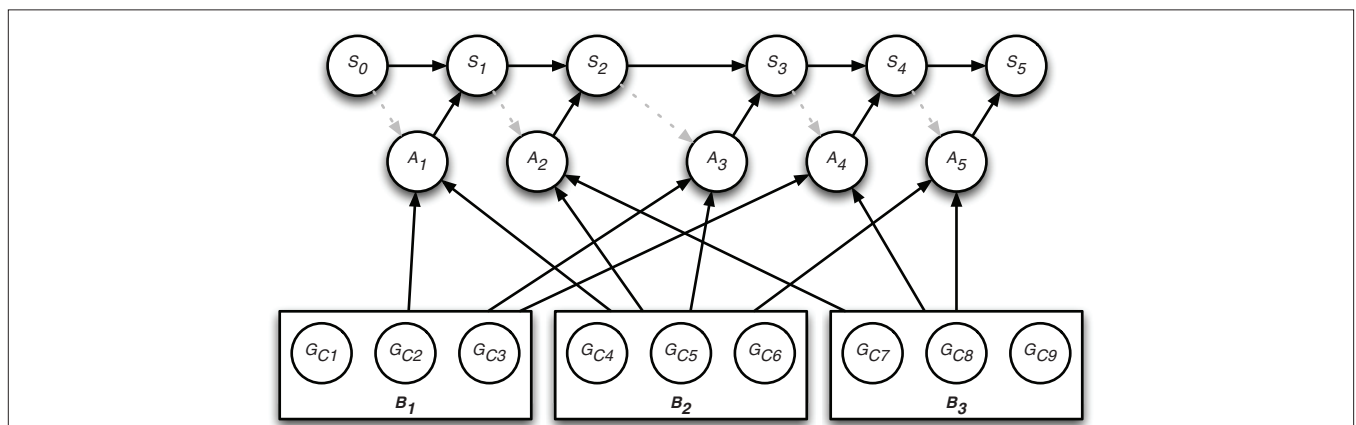 S0 S1 S2 S3 S4 S5
A1 A2 A3 A4 A5
GC1 GC2 GC3 GC4 GC5 GC6 GC7 GC8 GC9
B1 B2 B3